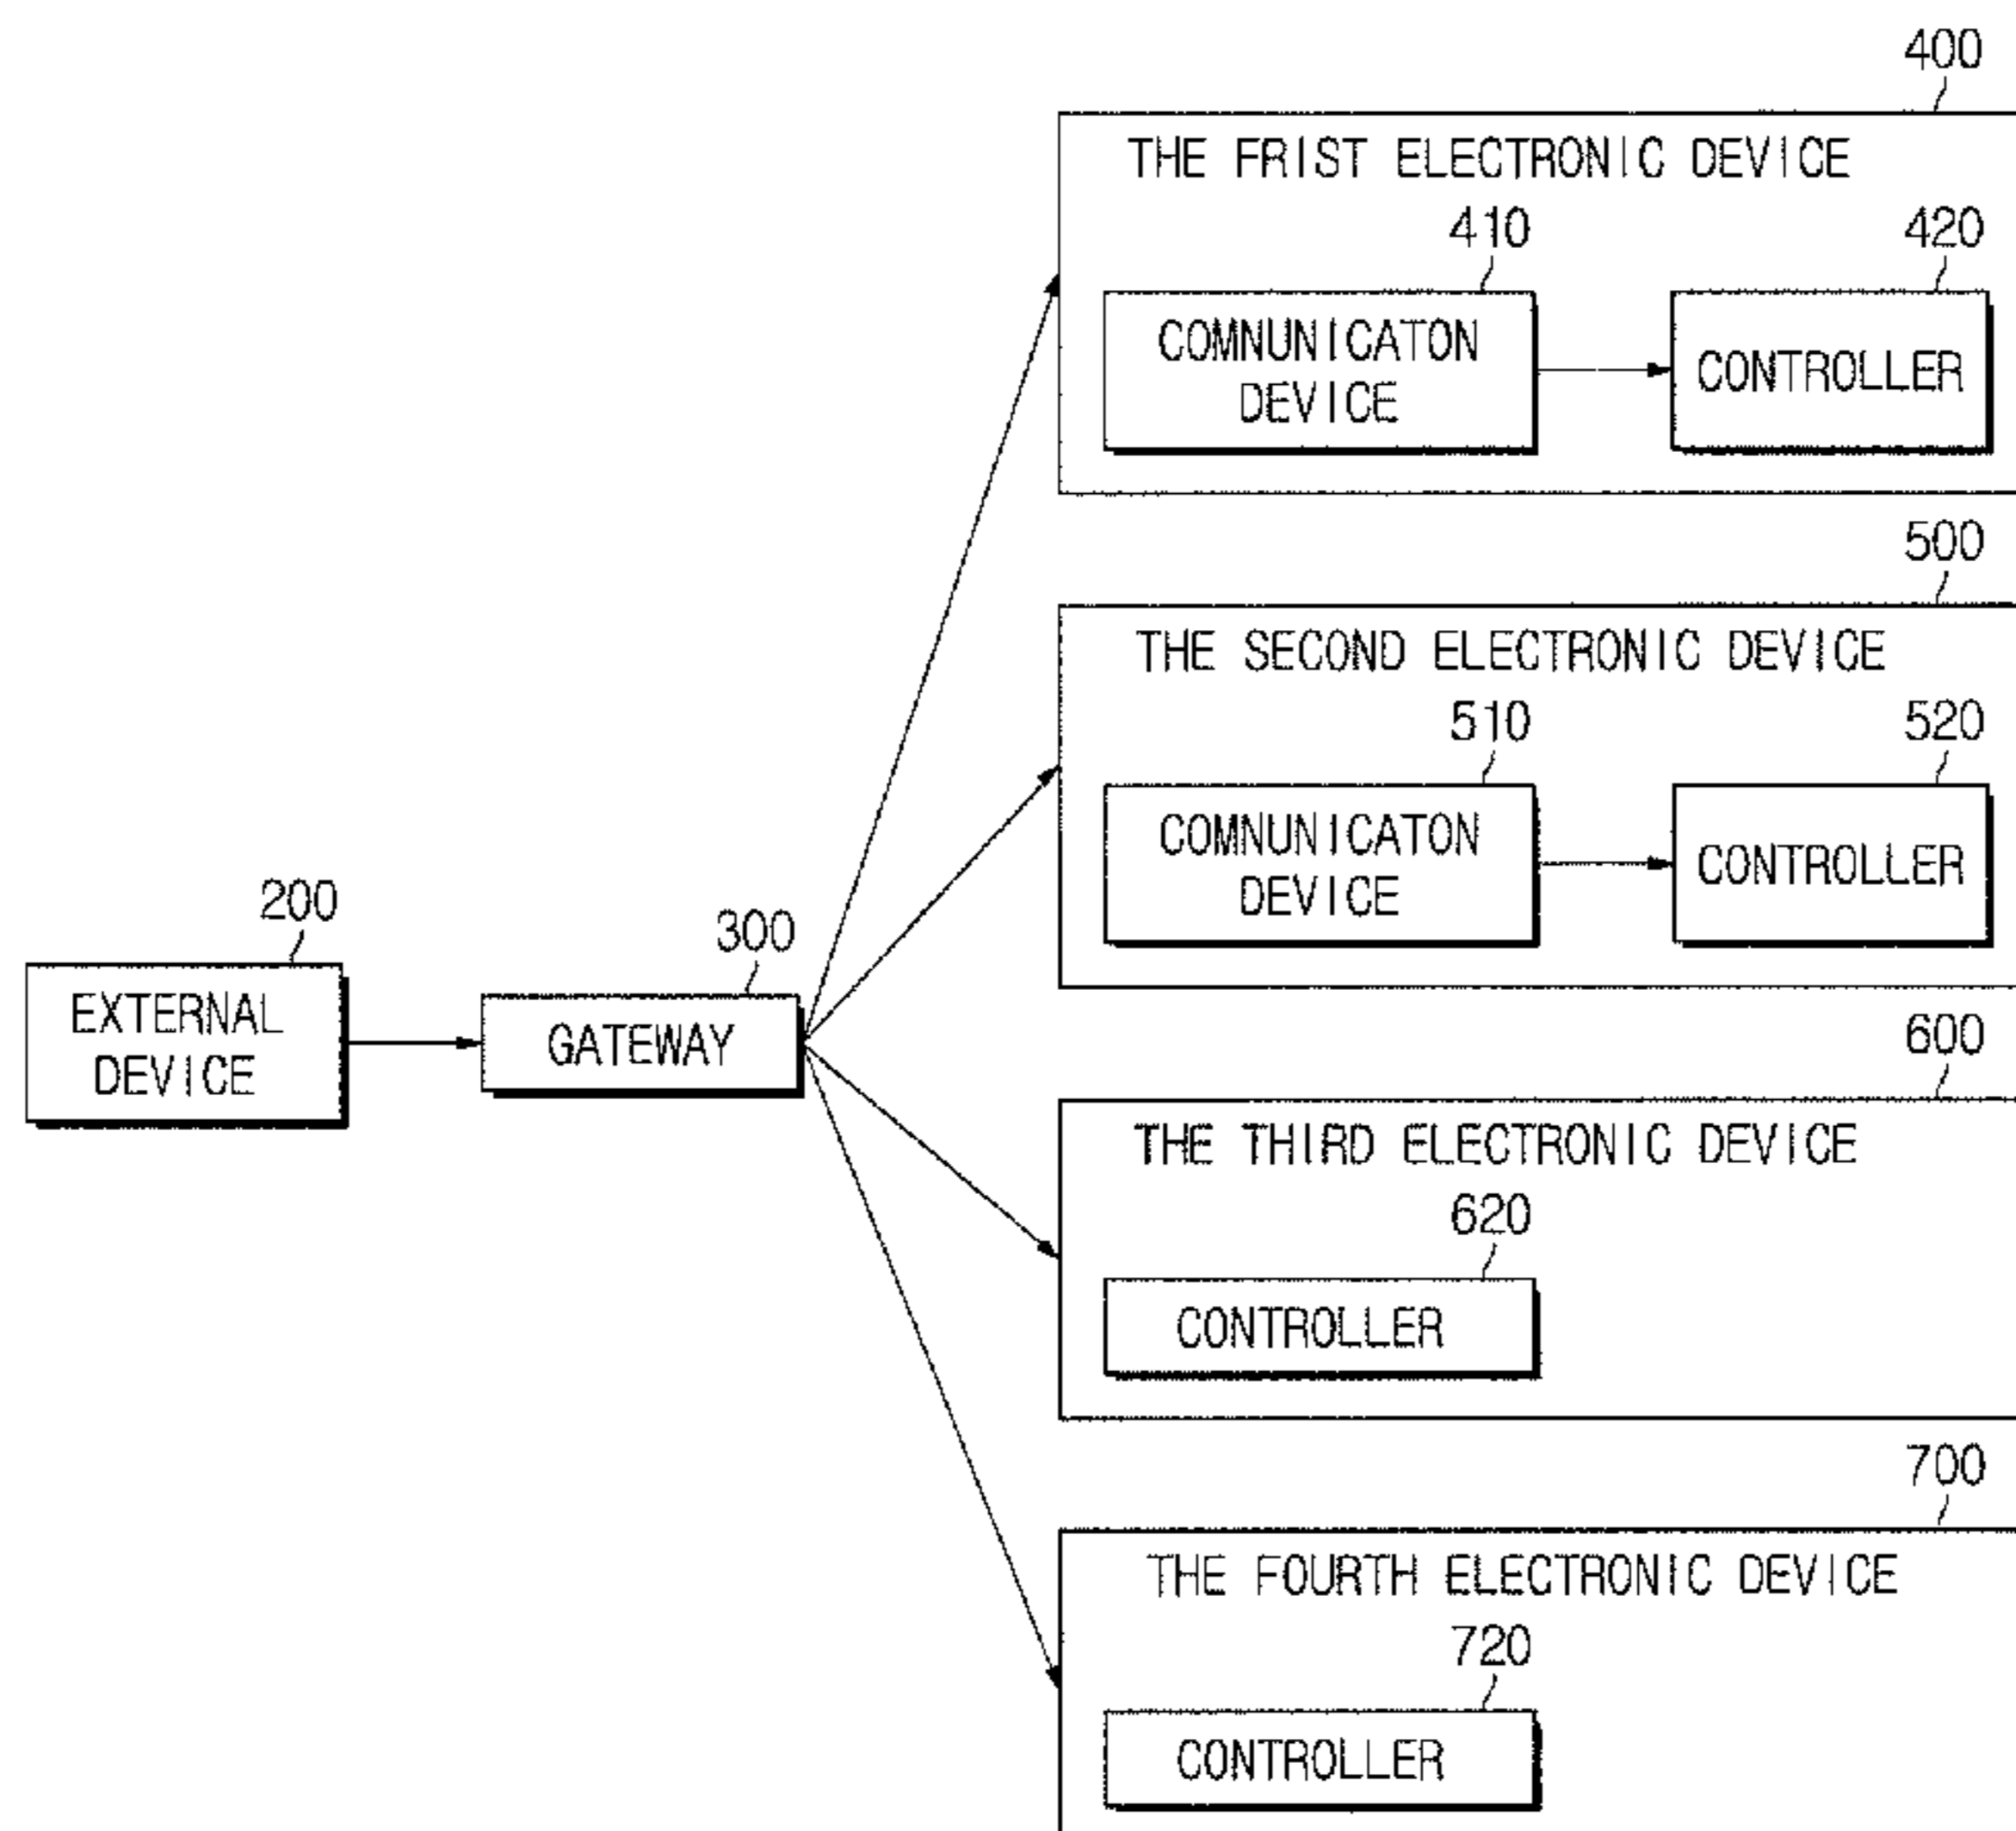 400
THE FRIST ELECTRONIC DEVICE
410
420
COMNUNICATON
DEVICE
CONTROLLER
500
THE SECOND ELECTRONIC DEVICE
510
520
COMNUNICATON
DEVICE
CONTROLLER
200
300
EXTERNAL
DEVICE
GATEWAY
600
THE THIRD ELECTRONIC DEVICE
620
CONTROLLER
700
THE FOURTH ELECTRONIC DEVICE
720
CONTROLLER